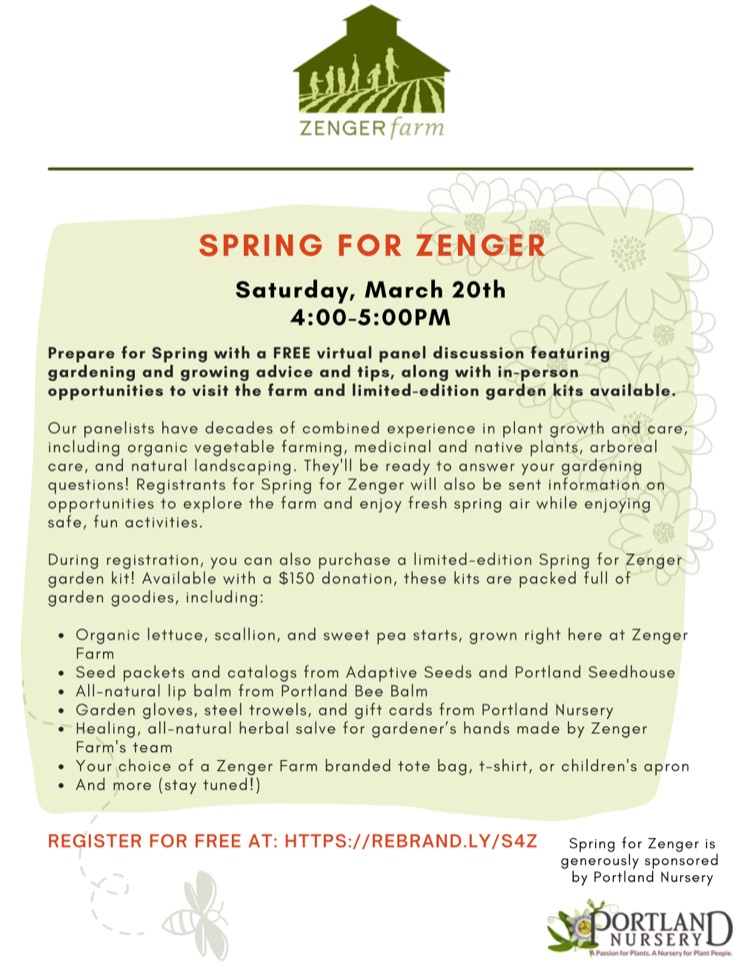 ZENGER farm
SPRING FOR ZENGER
Saturday, March 20th
4:00-5:00PM
Prepare for Spring with a FREE virtual panel discussion featuring
gardening and growing advice and tips, along with in-person
opportunities to visit the farm and limited-edition garden kits available.
Our panelists have decades of combined experience in plant growth and care,
including organic vegetable farming, medicinal and native plants, arboreal
care, and natural landscaping. They'll be ready to answer your gardening
questions! Registrants for Spring for Zenger will also be sent information on
opportunities to explore the farm and enjoy fresh spring air while enjoying
safe, fun activities.
During registration, you can also purchase a limited-edition Spring for Zenger
garden kit! Available with a $150 donation, these kits are packed full of
garden goodies, including:
• Organic lettuce, scallion, and sweet pea starts, grown right here at Zenger
Farm
• Seed packets and catalogs from Adaptive Seeds and Portland Seedhouse
• All-natural lip balm from Portland Bee Balm
• Garden gloves, steel trowels, and gift cards from Portland Nursery
• Healing, all-natural herbal salve for gardener’s hands made by Zenger
Farm's team
• Your choice of a Zenger Farm branded tote bag, t-shirt, or children's apron
• And more (stay tuned!)
REGISTER FOR FREE AT: HTTPS://REBRAND.LY/S4Z
Spring for Zenger is
generously sponsored
by Portland Nursery
PORTLAND
NURSERY
A Passion for Plants. A Nursery for Plant People.